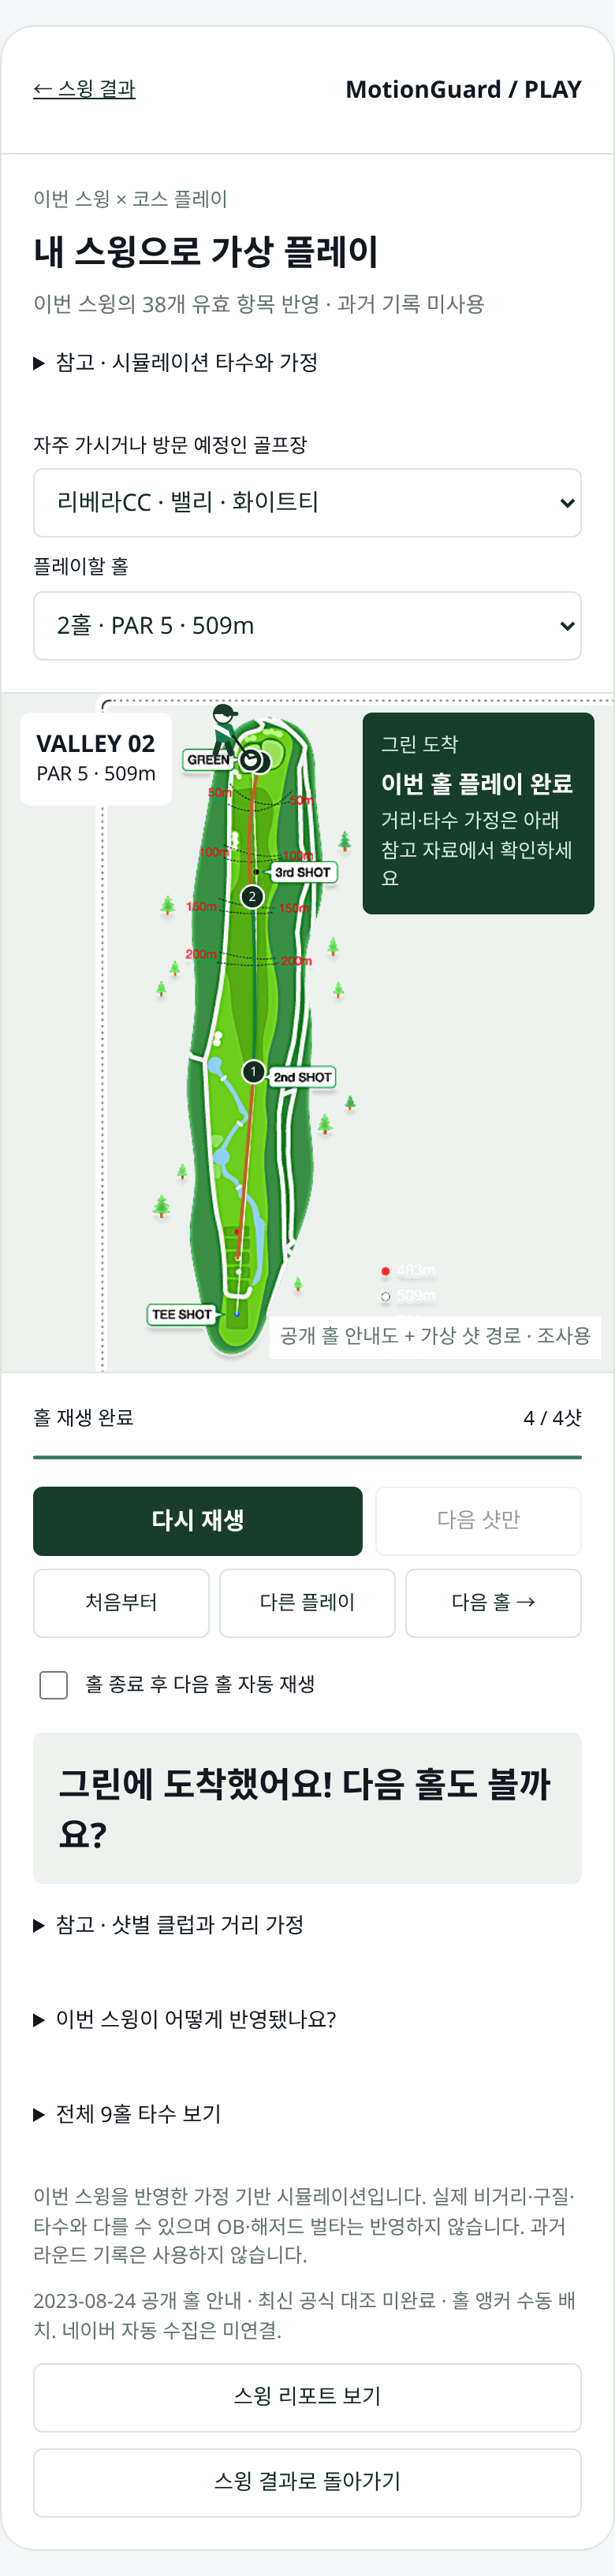 ← 스윙 결과
MotionGuard / PLAY
이번 스윙 × 코스 플레이
내 스윙으로 가상 플레이
이번 스윙의 38개 유효 항목 반영 · 과거 기록 미사용
▶ 참고 · 시뮬레이션 타수와 가정
자주 가시거나 방문 예정인 골프장
리베라CC · 밸리 · 화이트티
플레이할 홀
2홀 · PAR 5 · 509m
VALLEY 02
PAR 5 · 509m
그린 도착
이번 홀 플레이 완료
거리·타수 가정은 아래
참고 자료에서 확인하세
요
GREEN
50m
50m
100m
100m
3rd SHOT
2
150m
150m
200m
200m
1
2nd SHOT
483m
509m
TEE SHOT
공개 홀 안내도 + 가상 샷 경로 · 조사용
홀 재생 완료
4 / 4샷
다시 재생
다음 샷만
처음부터
다른 플레이
다음 홀 →
홀 종료 후 다음 홀 자동 재생
그린에 도착했어요! 다음 홀도 볼까
요?
▶ 참고 · 샷별 클럽과 거리 가정
▶ 이번 스윙이 어떻게 반영됐나요?
▶ 전체 9홀 타수 보기
이번 스윙을 반영한 가정 기반 시뮬레이션입니다. 실제 비거리·구질·
타수와 다를 수 있으며 OB·해저드 벌타는 반영하지 않습니다. 과거
라운드 기록은 사용하지 않습니다.
2023-08-24 공개 홀 안내 · 최신 공식 대조 미완료 · 홀 앵커 수동 배
치. 네이버 자동 수집은 미연결.
스윙 리포트 보기
스윙 결과로 돌아가기